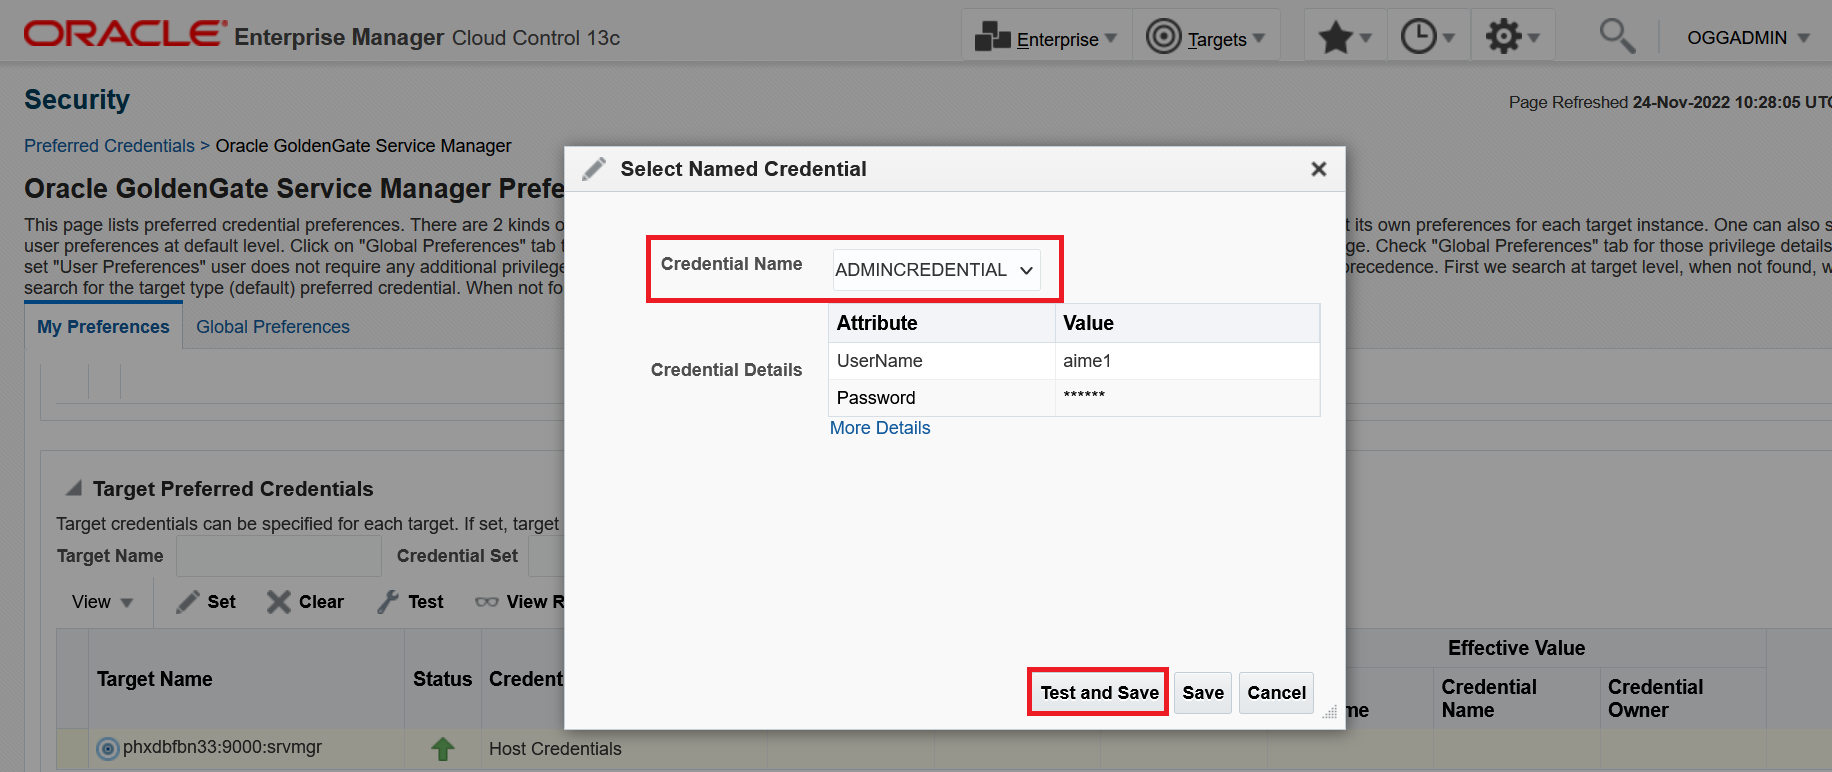 ORACLE Enterprise Manager Cloud Control 13c
Enterprise
Targets
OGGADMIN
Security
Page Refreshed 24-Nov-2022 10:28:05 UTC
Preferred Credentials > Oracle GoldenGate Service Manager
Oracle GoldenGate Service Manager Prefe
This page lists preferred credential preferences. There are 2 kinds o
t its own preferences for each target instance. One can also s
user preferences at default level. Click on "Global Preferences" tab t
ge. Check "Global Preferences" tab for those privilege details
set "User Preferences" user does not require any additional privilege
precedence. First we search at target level, when not found, w
search for the target type (default) preferred credential. When not fo
My Preferences
Global Preferences
Select Named Credential
Credential Name
ADMINCREDENTIAL
Attribute Value
Credential Details
UserName aime1
Password ******
More Details
Test and Save
Save
Cancel
Target Preferred Credentials
Target credentials can be specified for each target. If set, target
Target Name
Credential Set
View
Set
Clear
Test
View R
Effective Value
Target Name
Status
Credent
me
Credential Name
Credential Owner
phxdbfbn33:9000:srvmgr
Host Credentials